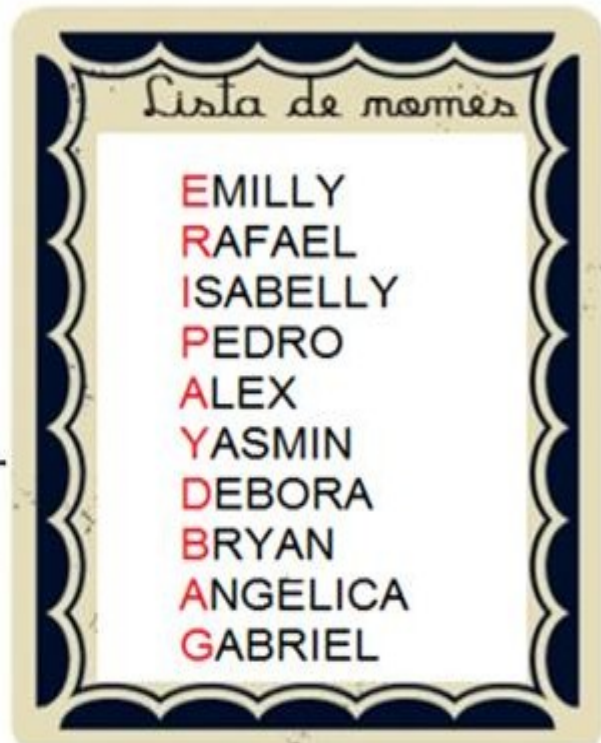 Lista de nomes
EMILLY
RAFAEL
ISABELLY
PEDRO
ALEX
YASMIN
DEBORA
BRYAN
ANGELICA
GABRIEL